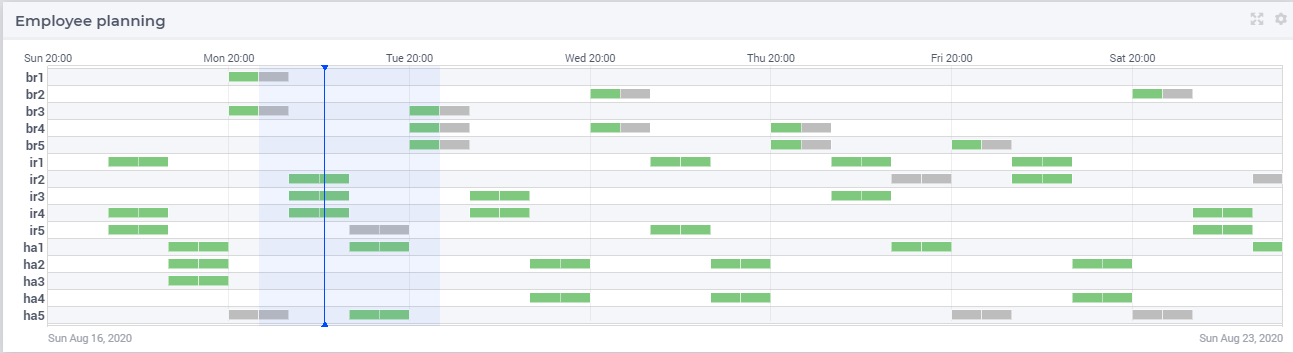 Employee planning
Sun 20:00 Mon 20:00 Tue 20:00 Wed 20:00 Thu 20:00 Fri 20:00 Sat 20:00
br1
br2
br3
br4
br5
ir1
ir2
ir3
ir4
ir5
ha1
ha2
ha3
ha4
ha5
Sun Aug 16, 2020 Sun Aug 23, 2020